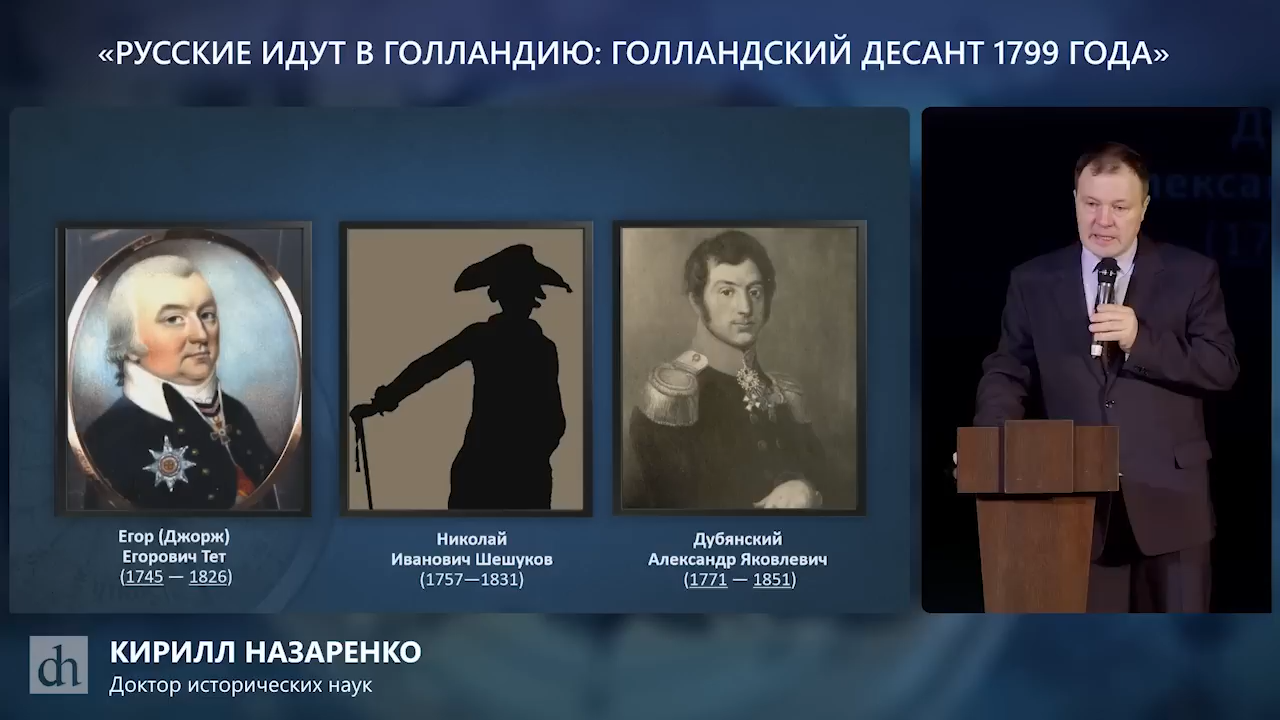 «РУССКИЕ ИДУТ В ГОЛЛАНДИЮ: ГОЛЛАНДСКИЙ ДЕСАНТ 1799 ГОДА»
Егор (Джорж)
Егорович Тет
(1745 — 1826)
Николай
Иванович Шешуков
(1757—1831)
Дубянский
Александр Яковлевич
(1771 — 1851)
dh
КИРИЛЛ НАЗАРЕНКО
Доктор исторических наук